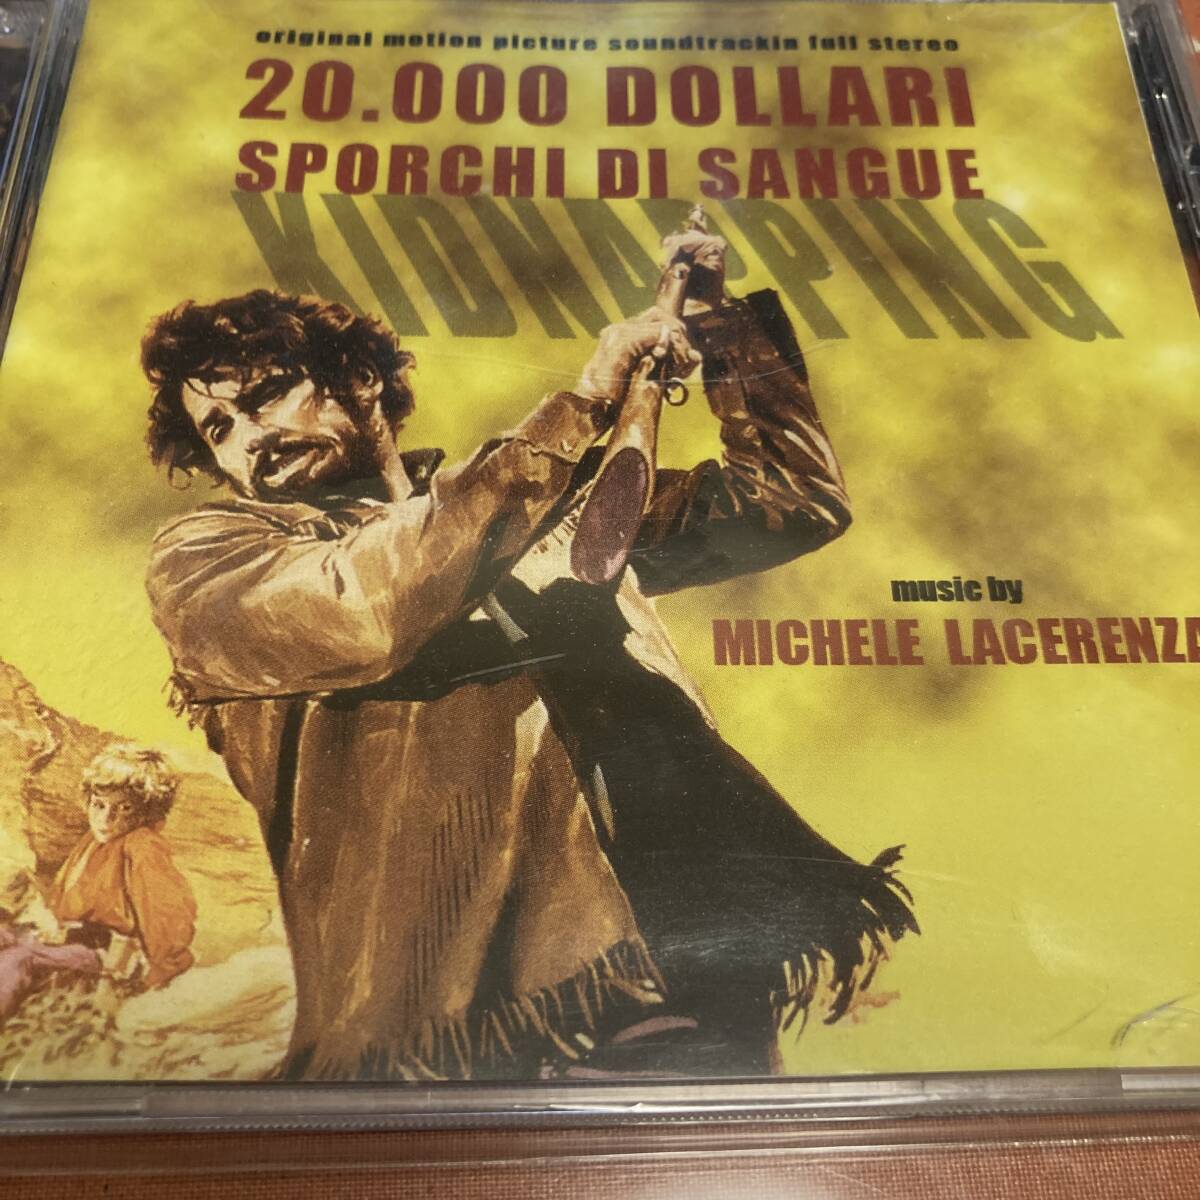 original motion picture soundtrackin full stereo
20.000 DOLLARI
SPORCHI DI SANGUE
KIDNAPPING
music by
MICHELE LACERENZA